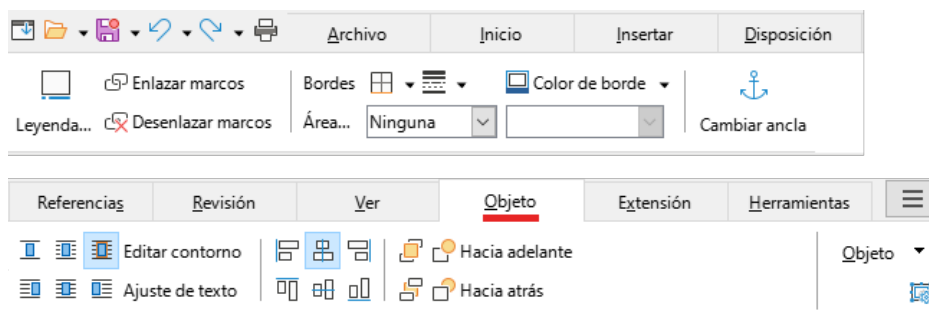 Archivo Inicio Insertar Disposición
Enlazar marcos Bordes Color de borde
Leyenda... Desenlazar marcos Área... Ninguna Cambiar ancla
Referencias Revisión Ver Objeto Extensión Herramientas
Editar contorno Hacia adelante Objeto
Ajuste de texto Hacia atrás